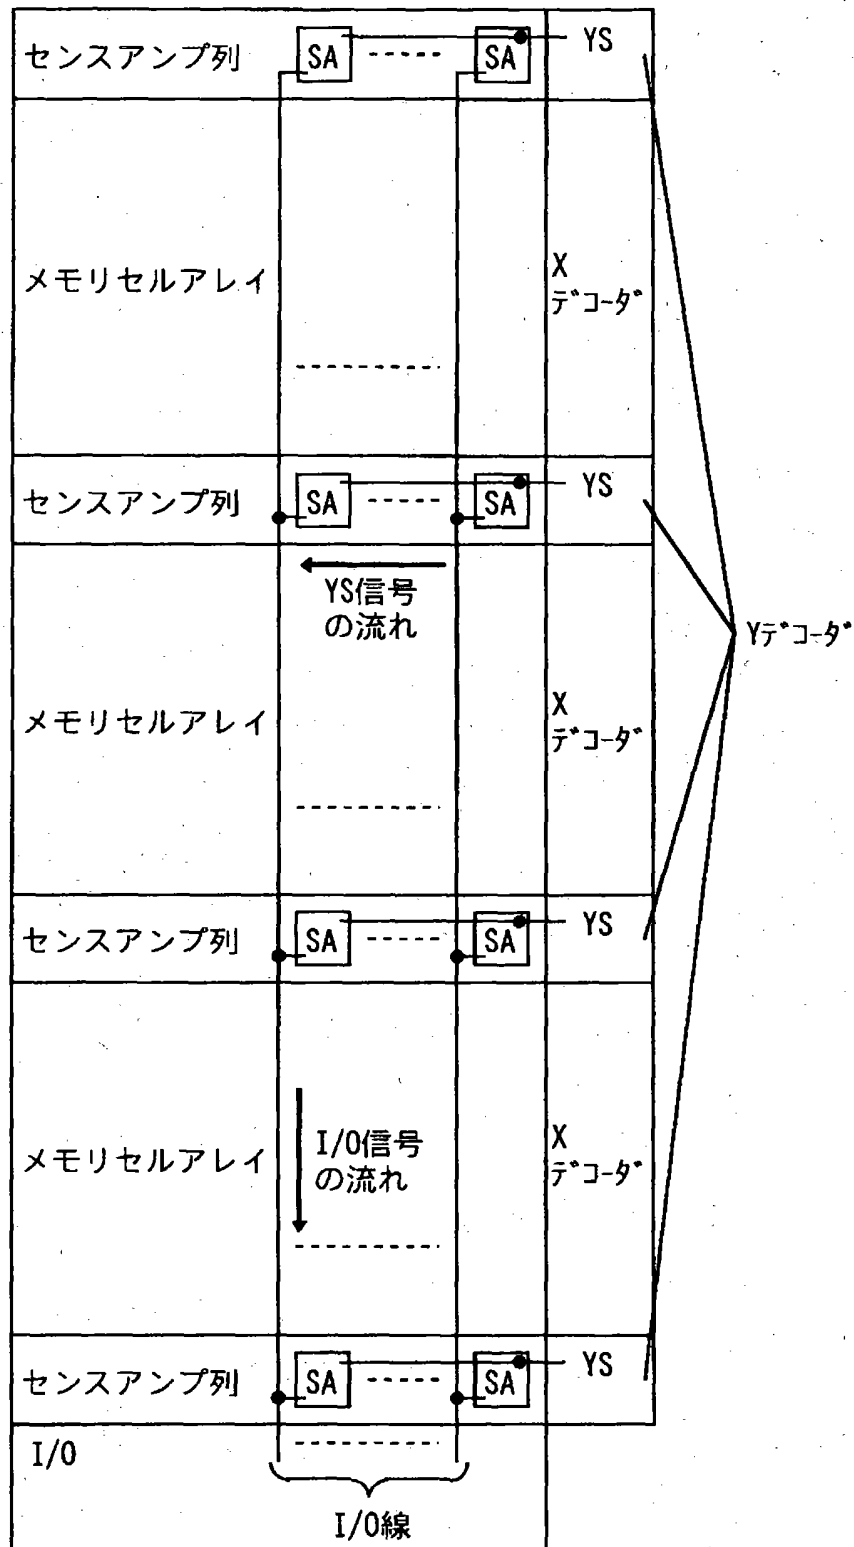 センスアンプ列 SA SA YS
メモリセルアレイ
X
ﾃﾞｺｰﾀﾞ
センスアンプ列 SA SA YS
YS信号
の流れ
Yﾃﾞｺｰﾀﾞ
メモリセルアレイ
X
ﾃﾞｺｰﾀﾞ
センスアンプ列 SA SA YS
メモリセルアレイ
I/O信号
の流れ
X
ﾃﾞｺｰﾀﾞ
センスアンプ列 SA SA YS
I/O
I/O線